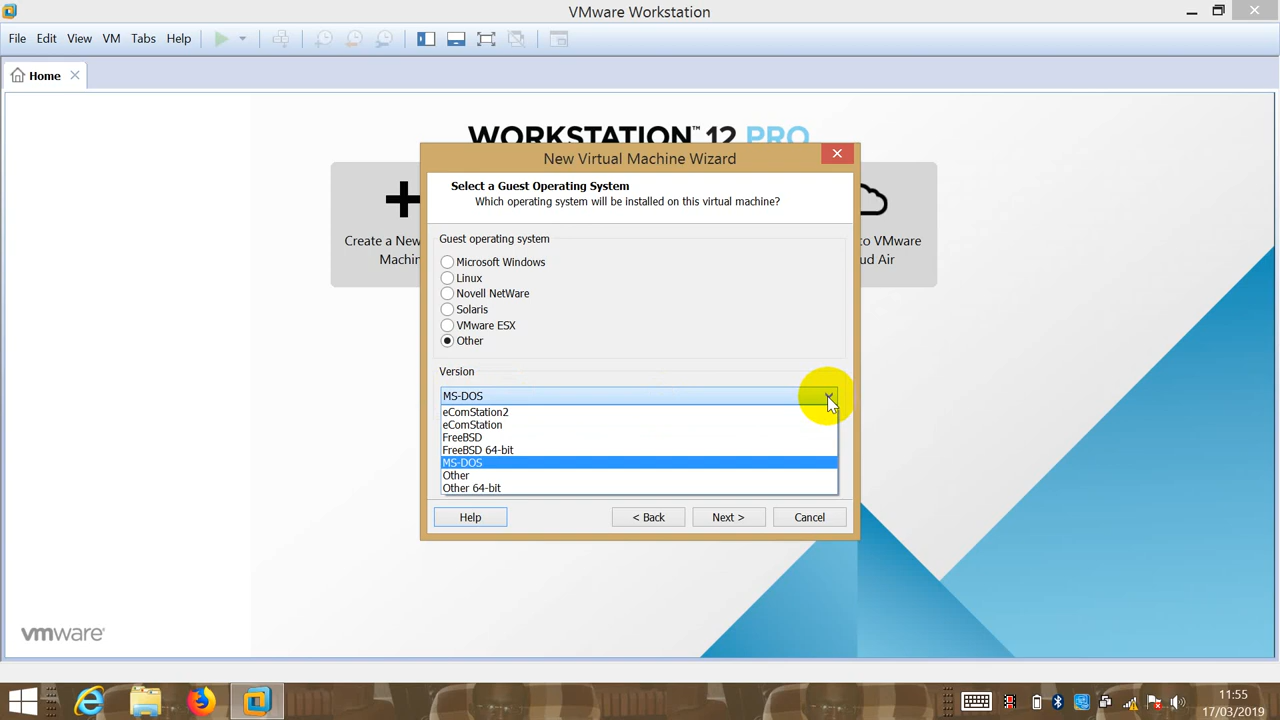 VMware Workstation
File Edit View VM Tabs Help
Home
WORKSTATION™ 12 PRO
New Virtual Machine Wizard
Select a Guest Operating System
Which operating system will be installed on this virtual machine?
Create a New
Machin
to VMware
ud Air
Guest operating system
Microsoft Windows
Linux
Novell NetWare
Solaris
VMware ESX
Other
Version
MS-DOS
eComStation2
eComStation
FreeBSD
FreeBSD 64-bit
MS-DOS
Other
Other 64-bit
Help < Back Next > Cancel
vmware®
11:55
17/03/2019